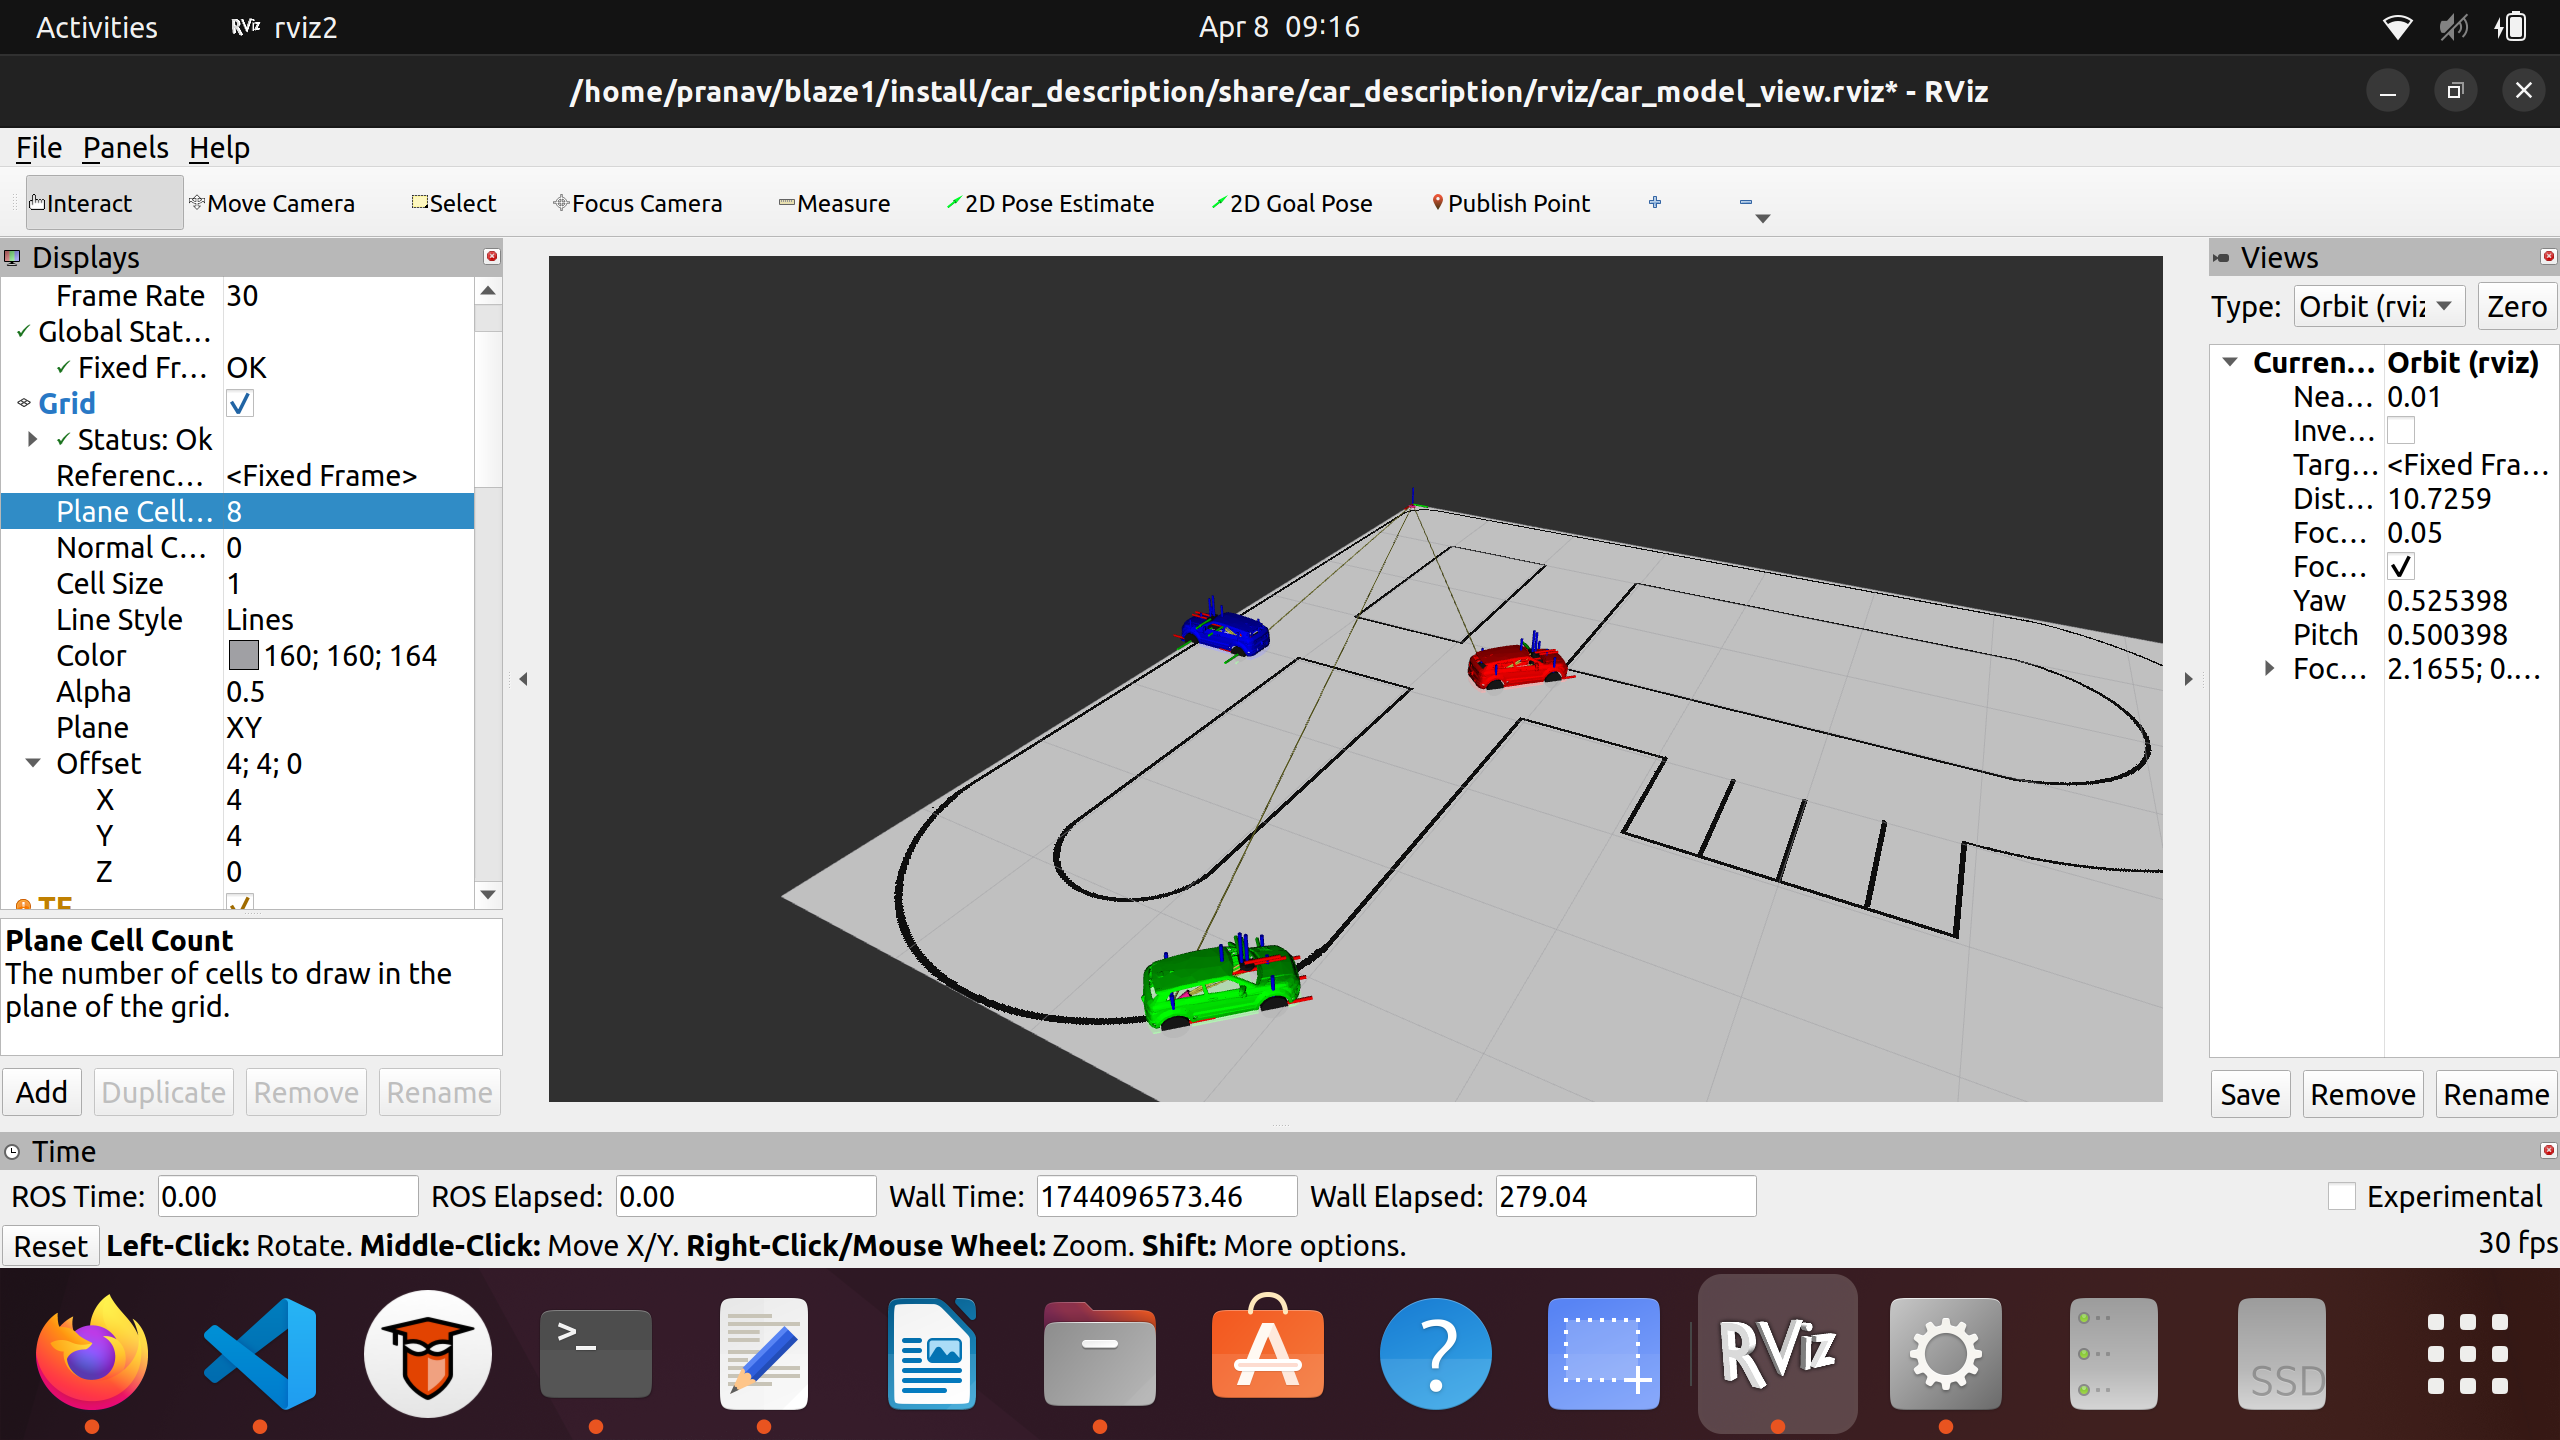 Activities
RViz rviz2
Apr 8 09:16
/home/pranav/blaze1/install/car_description/share/car_description/rviz/car_model_view.rviz* - RViz
File Panels Help
Interact Move Camera Select Focus Camera Measure 2D Pose Estimate 2D Goal Pose Publish Point
Displays
Frame Rate 30
Global Stat...
Fixed Fr... OK
Grid
Status: Ok
Referenc... <Fixed Frame>
Plane Cell... 8
Normal C... 0
Cell Size 1
Line Style Lines
Color 160; 160; 164
Alpha 0.5
Plane XY
Offset 4; 4; 0
X 4
Y 4
Z 0
TF
Plane Cell Count
The number of cells to draw in the
plane of the grid.
Add Duplicate Remove Rename
Views
Type: Orbit (rviz Zero
Curren... Orbit (rviz)
Nea... 0.01
Inve...
Targ... <Fixed Fra...
Dist... 10.7259
Foc... 0.05
Foc...
Yaw 0.525398
Pitch 0.500398
Foc... 2.1655; 0....
Save Remove Rename
Time
ROS Time: 0.00 ROS Elapsed: 0.00 Wall Time: 1744096573.46 Wall Elapsed: 279.04 Experimental
Reset Left-Click: Rotate. Middle-Click: Move X/Y. Right-Click/Mouse Wheel: Zoom. Shift: More options. 30 fps
>_
A
?
RViz
SSD